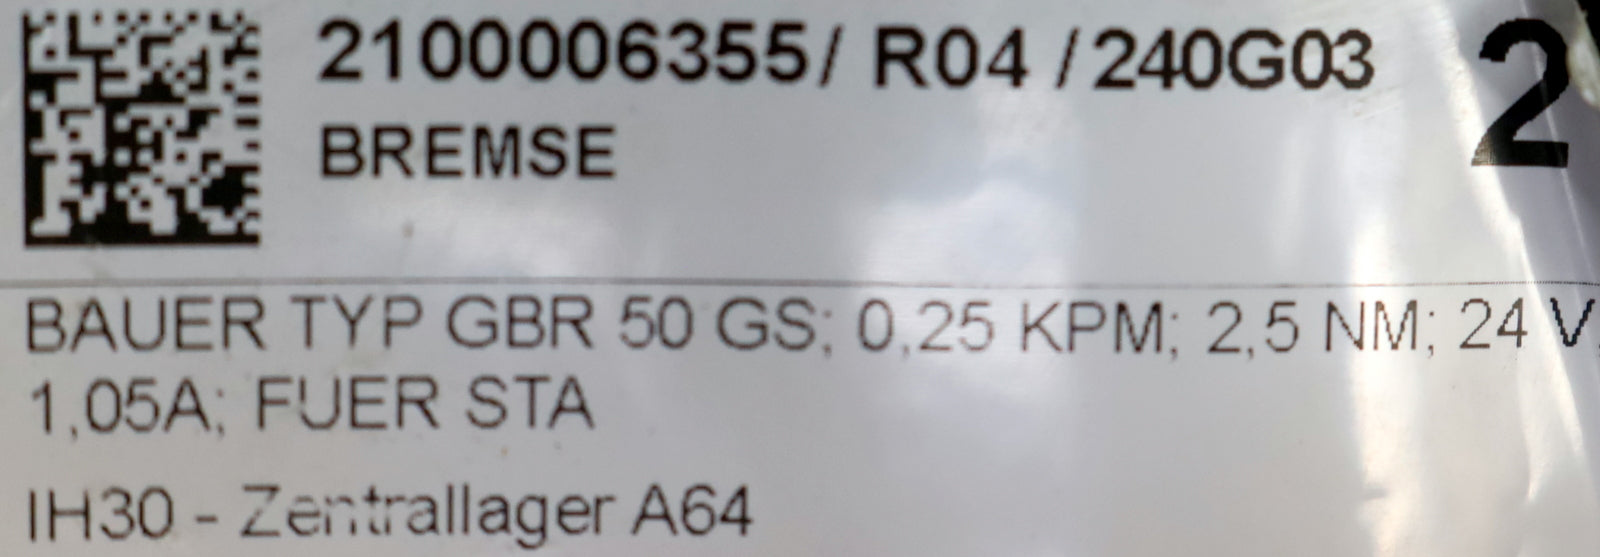 2100006355/ R04 /240G03
2
BREMSE
BAUER TYP GBR 50 GS; 0,25 KPM; 2,5 NM; 24 V,
1,05A; FUER STA
IH30 - Zentrallager A64